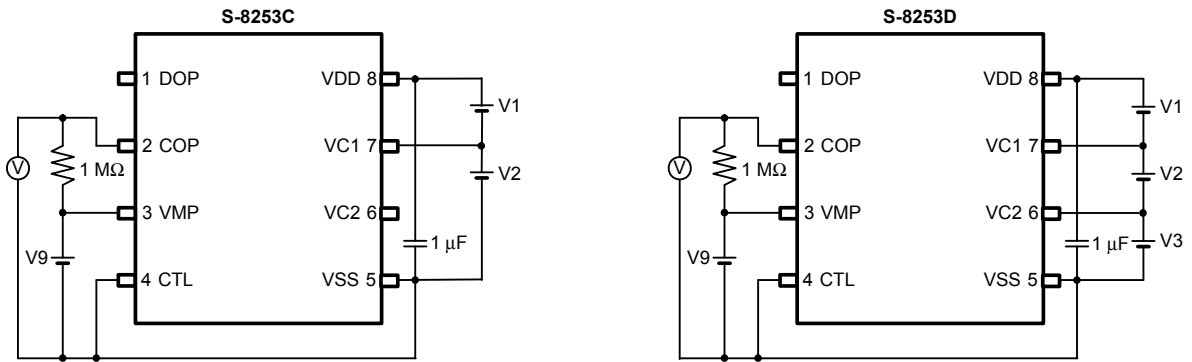 S-8253C
1 DOP
VDD 8
V1
2 COP
VC1 7
V
1 MΩ
V2
3 VMP
VC2 6
V9
1 μF
4 CTL
VSS 5
S-8253D
1 DOP
VDD 8
V1
2 COP
VC1 7
V
1 MΩ
V2
3 VMP
VC2 6
V9
1 μF
V3
4 CTL
VSS 5